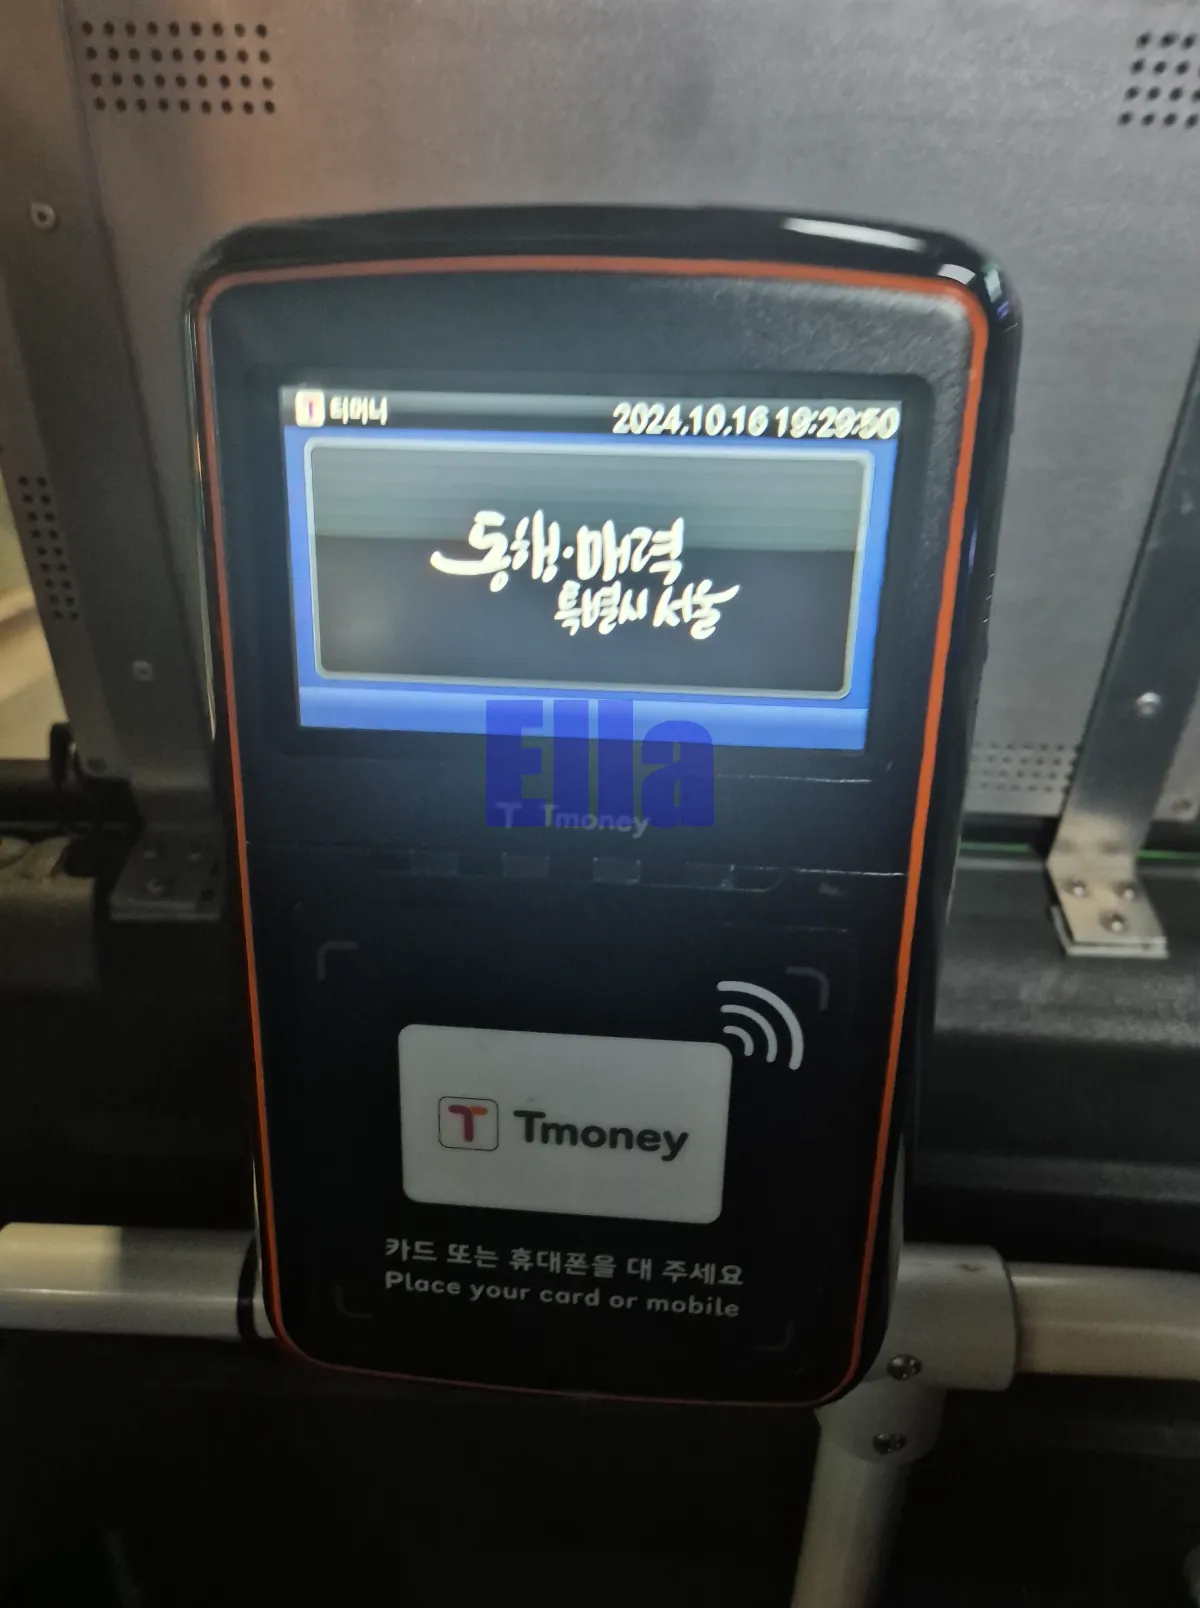 티머니 2024.10.16 19:29:50
동행·매력
특별시 서울
Ella
Tmoney
Tmoney
카드 또는 휴대폰을 대 주세요
Place your card or mobile